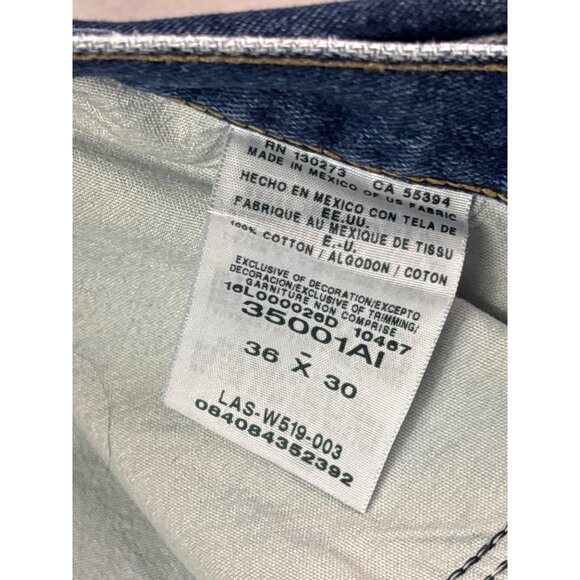 RN 130273 CA 55394
MADE IN MEXICO OF US FABRIC
HECHO EN MEXICO CON TELA DE
EE.UU.
FABRIQUE AU MEXIQUE DE TISSU
E.-U.
100% COTTON / ALGODON / COTON
EXCLUSIVE OF DECORATION/EXCEPTO
DECORACION/EXCLUSIVE OF TRIMMING/
GARNITURE NON COMPRISE
16L000026D 10467
35001AI
-
36 X 30
LAS-W519-003
084084352392